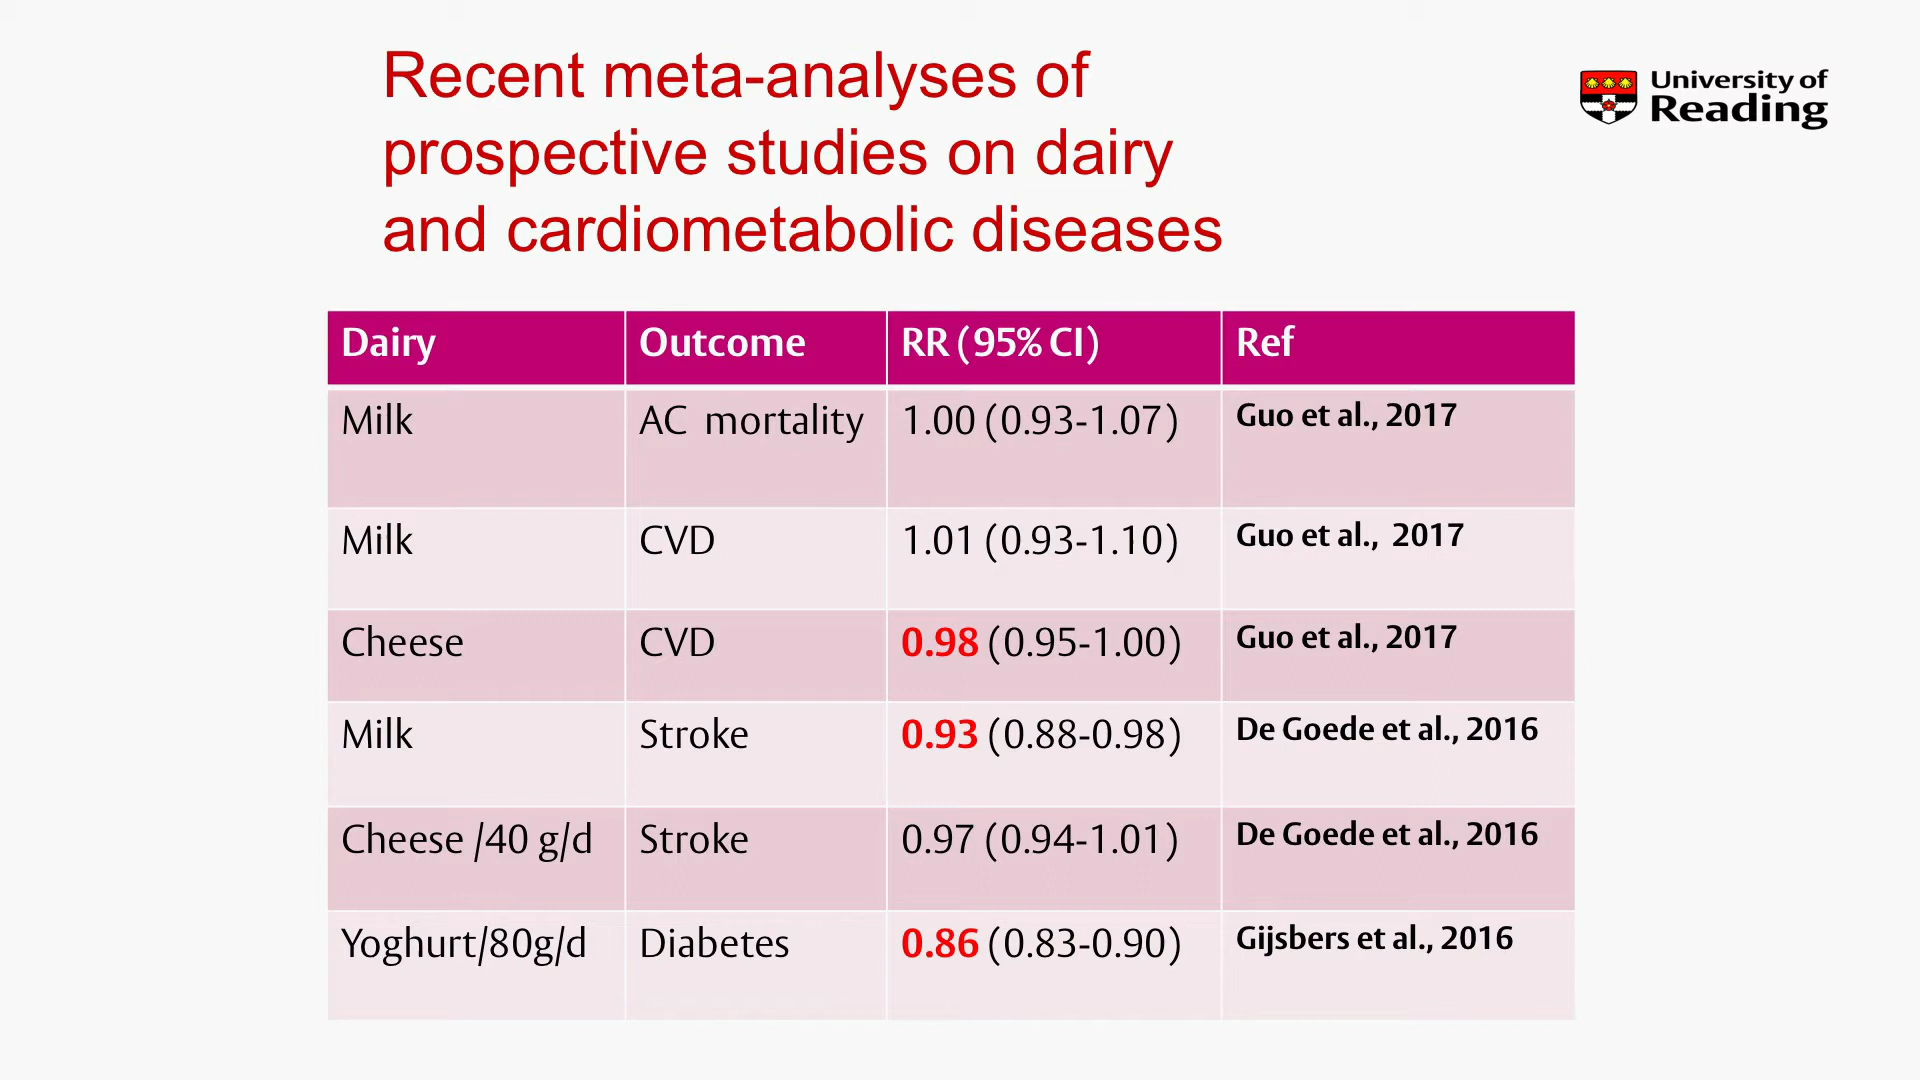 Recent meta-analyses of
prospective studies on dairy
and cardiometabolic diseases
University of
Reading
Dairy Outcome RR (95% CI) Ref
Milk AC mortality 1.00 (0.93-1.07) Guo et al., 2017
Milk CVD 1.01 (0.93-1.10) Guo et al., 2017
Cheese CVD 0.98 (0.95-1.00) Guo et al., 2017
Milk Stroke 0.93 (0.88-0.98) De Goede et al., 2016
Cheese /40 g/d Stroke 0.97 (0.94-1.01) De Goede et al., 2016
Yoghurt/80g/d Diabetes 0.86 (0.83-0.90) Gijsbers et al., 2016